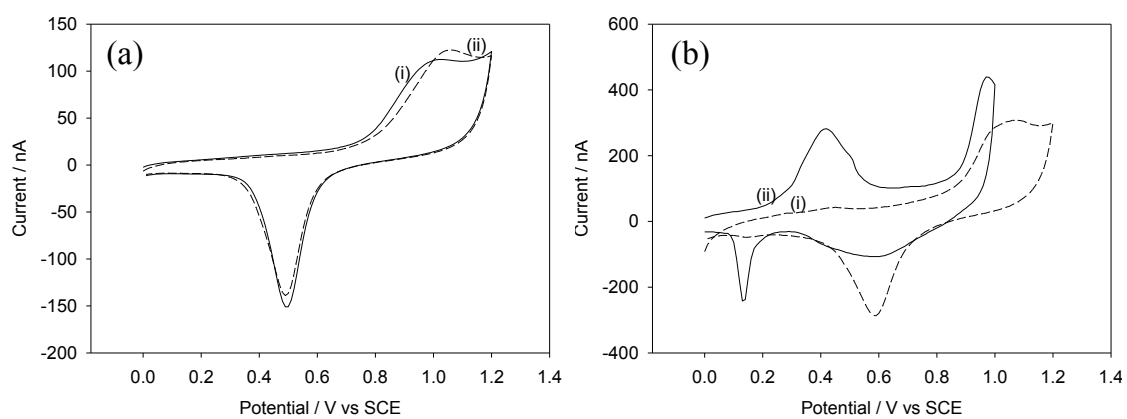 (a)
150
100
50
0
-50
-100
-150
-200
Current / nA
(i)
(ii)
0.0 0.2 0.4 0.6 0.8 1.0 1.2 1.4
Potential / V vs SCE
(b)
600
400
200
0
-200
-400
Current / nA
(ii)
(i)
0.0 0.2 0.4 0.6 0.8 1.0 1.2 1.4
Potential / V vs SCE